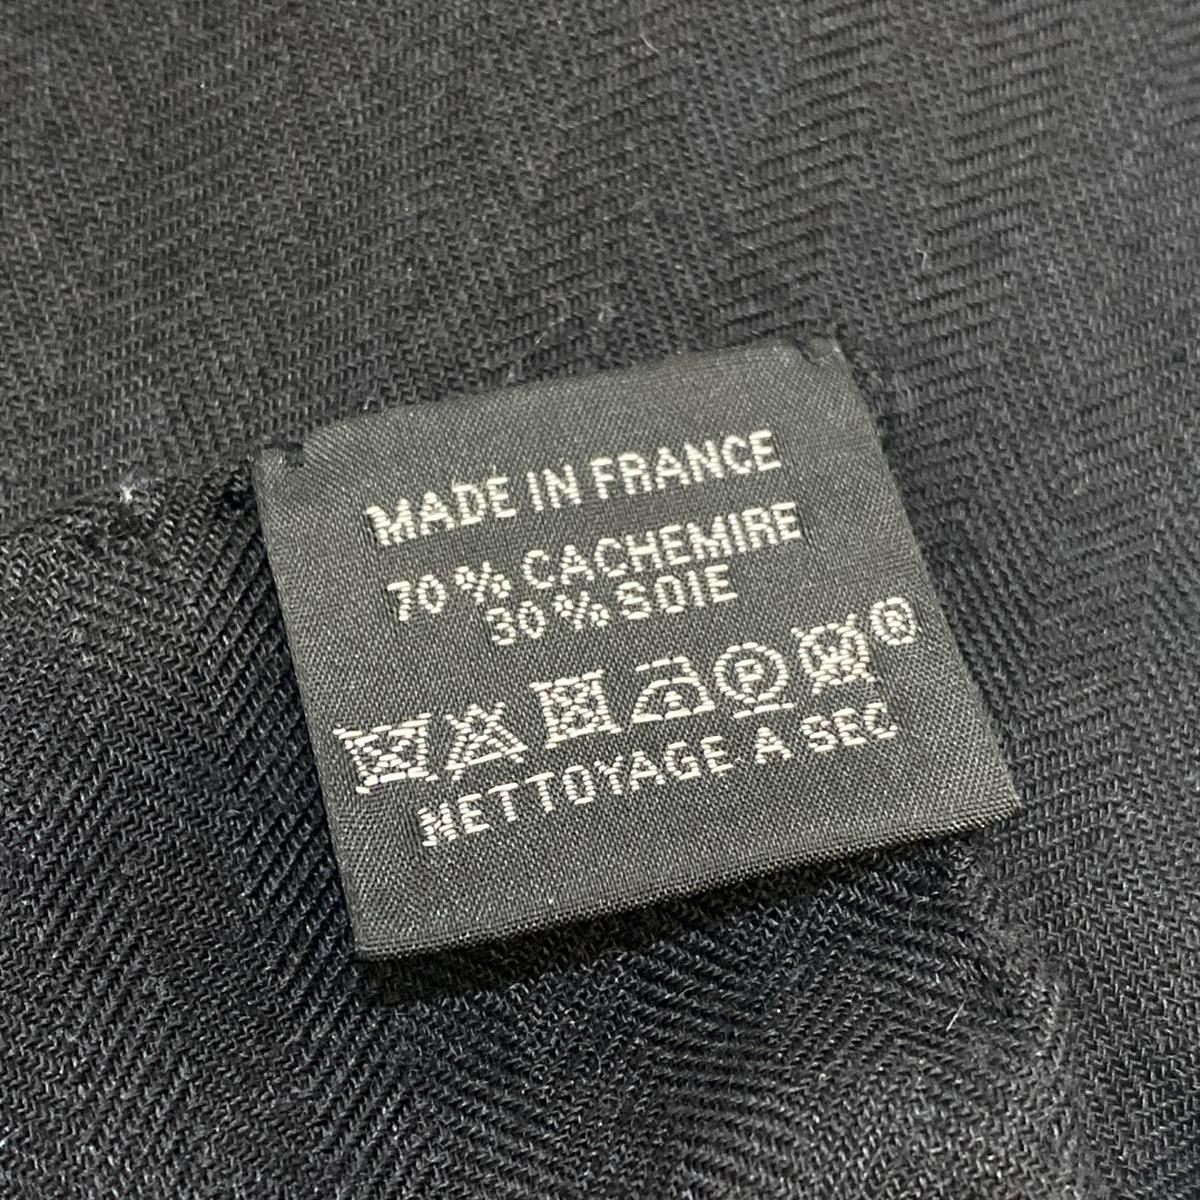 MADE IN FRANCE
70 % CACHEMIRE
30 % SOIE
P ®
NETTOYAGE A SEC